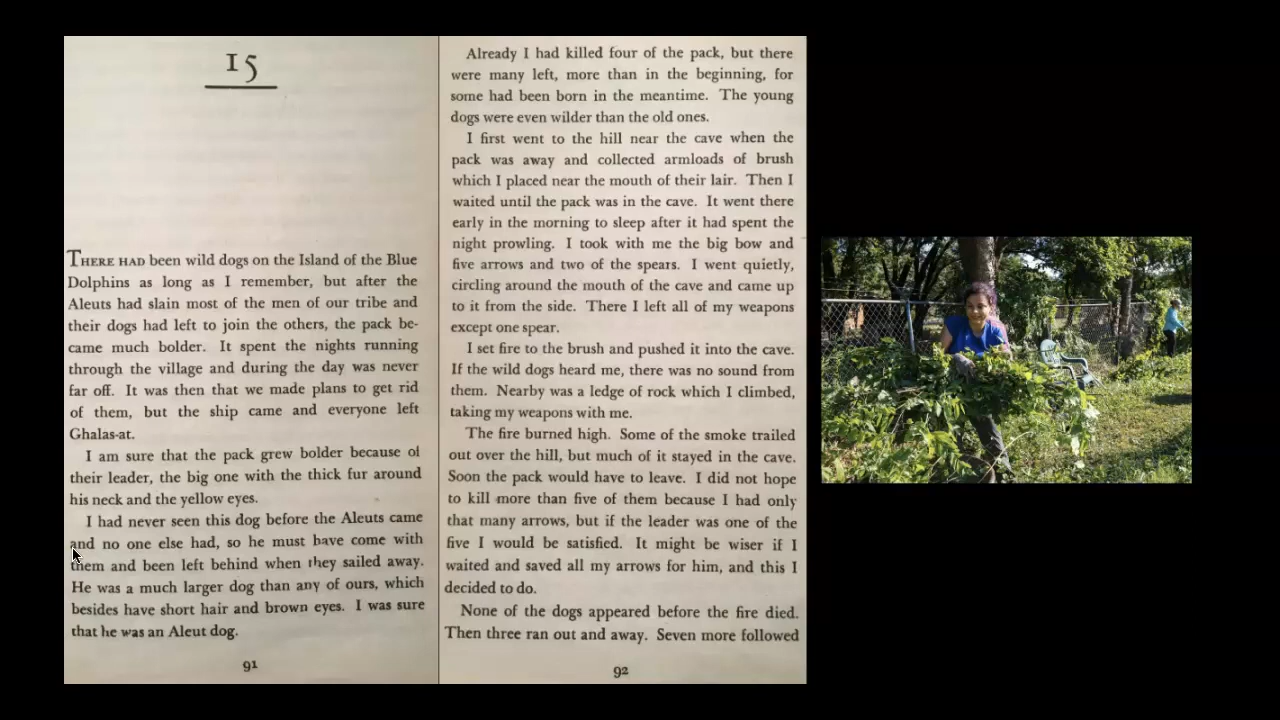 15
THERE HAD been wild dogs on the Island of the Blue
Dolphins as long as I remember, but after the
Aleuts had slain most of the men of our tribe and
their dogs had left to join the others, the pack be-
came much bolder. It spent the nights running
through the village and during the day was never
far off. It was then that we made plans to get rid
of them, but the ship came and everyone left
Ghalas-at.
I am sure that the pack grew bolder because of
their leader, the big one with the thick fur around
his neck and the yellow eyes.
I had never seen this dog before the Aleuts came
and no one else had, so he must have come with
them and been left behind when they sailed away.
He was a much larger dog than any of ours, which
besides have short hair and brown eyes. I was sure
that he was an Aleut dog.
91
Already I had killed four of the pack, but there
were many left, more than in the beginning, for
some had been born in the meantime. The young
dogs were even wilder than the old ones.
I first went to the hill near the cave when the
pack was away and collected armloads of brush
which I placed near the mouth of their lair. Then I
waited until the pack was in the cave. It went there
early in the morning to sleep after it had spent the
night prowling. I took with me the big bow and
five arrows and two of the spears. I went quietly,
circling around the mouth of the cave and came up
to it from the side. There I left all of my weapons
except one spear.
I set fire to the brush and pushed it into the cave.
If the wild dogs heard me, there was no sound from
them. Nearby was a ledge of rock which I climbed,
taking my weapons with me.
The fire burned high. Some of the smoke trailed
out over the hill, but much of it stayed in the cave.
Soon the pack would have to leave. I did not hope
to kill more than five of them because I had only
that many arrows, but if the leader was one of the
five I would be satisfied. It might be wiser if I
waited and saved all my arrows for him, and this I
decided to do.
None of the dogs appeared before the fire died.
Then three ran out and away. Seven more followed
92